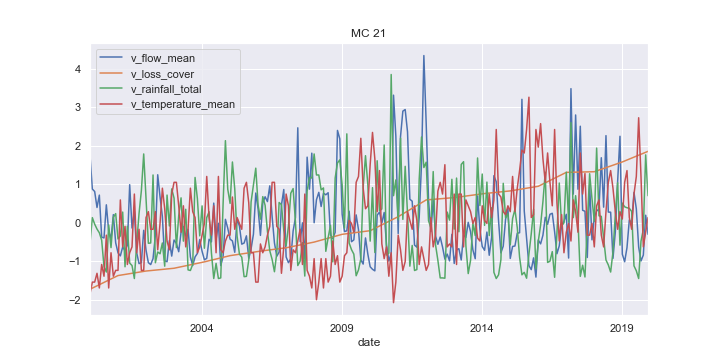 MC 21
v_flow_mean
v_loss_cover
v_rainfall_total
v_temperature_mean
4
3
2
1
0
−1
−2
2004 2009 2014 2019
date